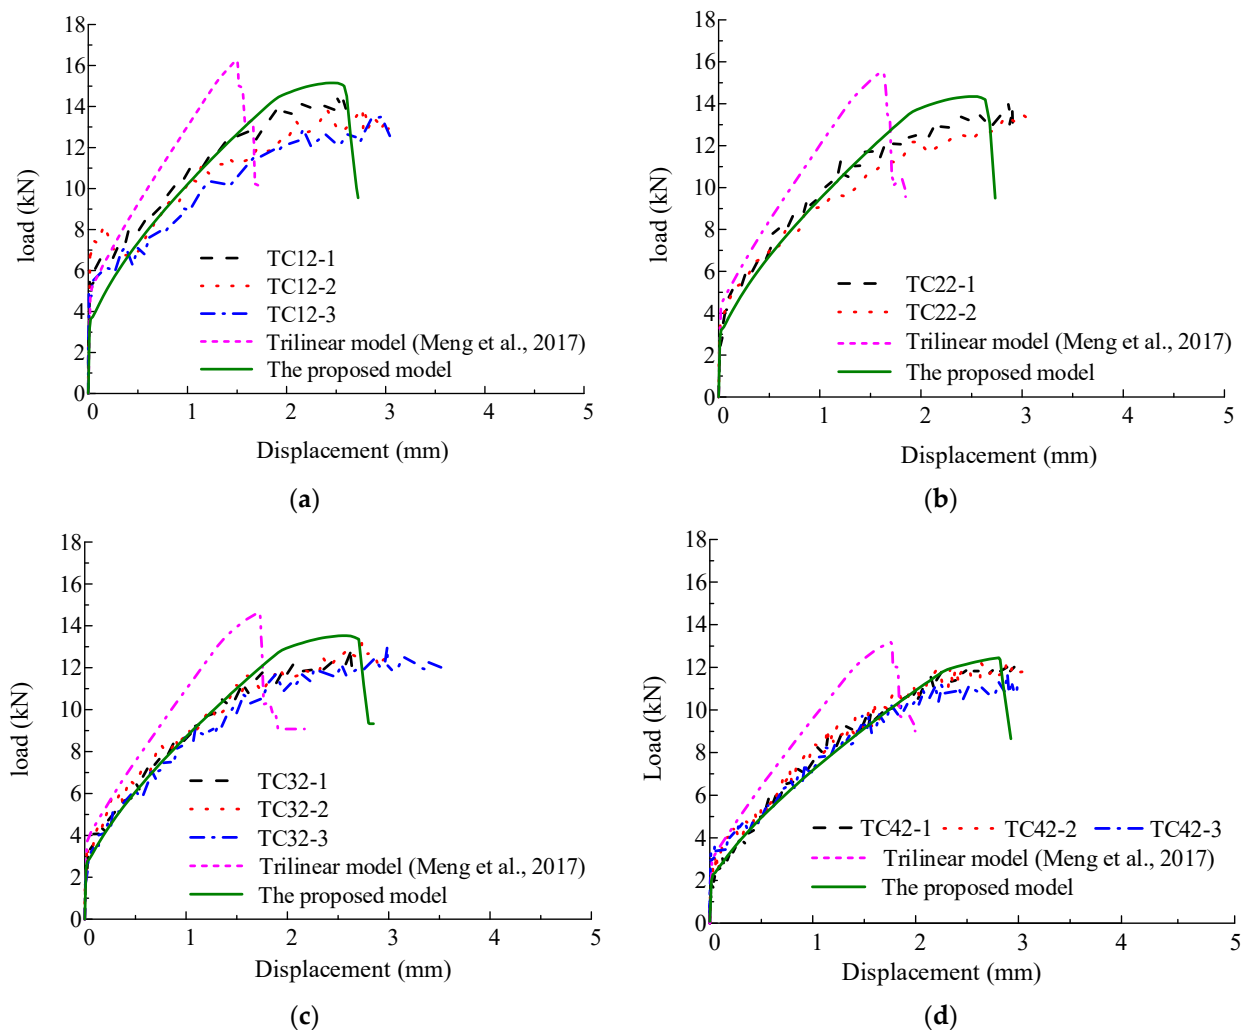 18
16
14
12
10
8
6
4
2
0
load (kN)
TC12-1
TC12-2
TC12-3
Trilinear model (Meng et al., 2017)
The proposed model
0 1 2 3 4 5
Displacement (mm)
(a)
18
16
14
12
10
8
6
4
2
0
load (kN)
TC22-1
TC22-2
Trilinear model (Meng et al., 2017)
The proposed model
0 1 2 3 4 5
Displacement (mm)
(b)
18
16
14
12
10
8
6
4
2
0
load (kN)
TC32-1
TC32-2
TC32-3
Trilinear model (Meng et al., 2017)
The proposed model
0 1 2 3 4 5
Displacement (mm)
(c)
18
16
14
12
10
8
6
4
2
0
Load (kN)
TC42-1 TC42-2 TC42-3
Trilinear model (Meng et al., 2017)
The proposed model
0 1 2 3 4 5
Displacement (mm)
(d)